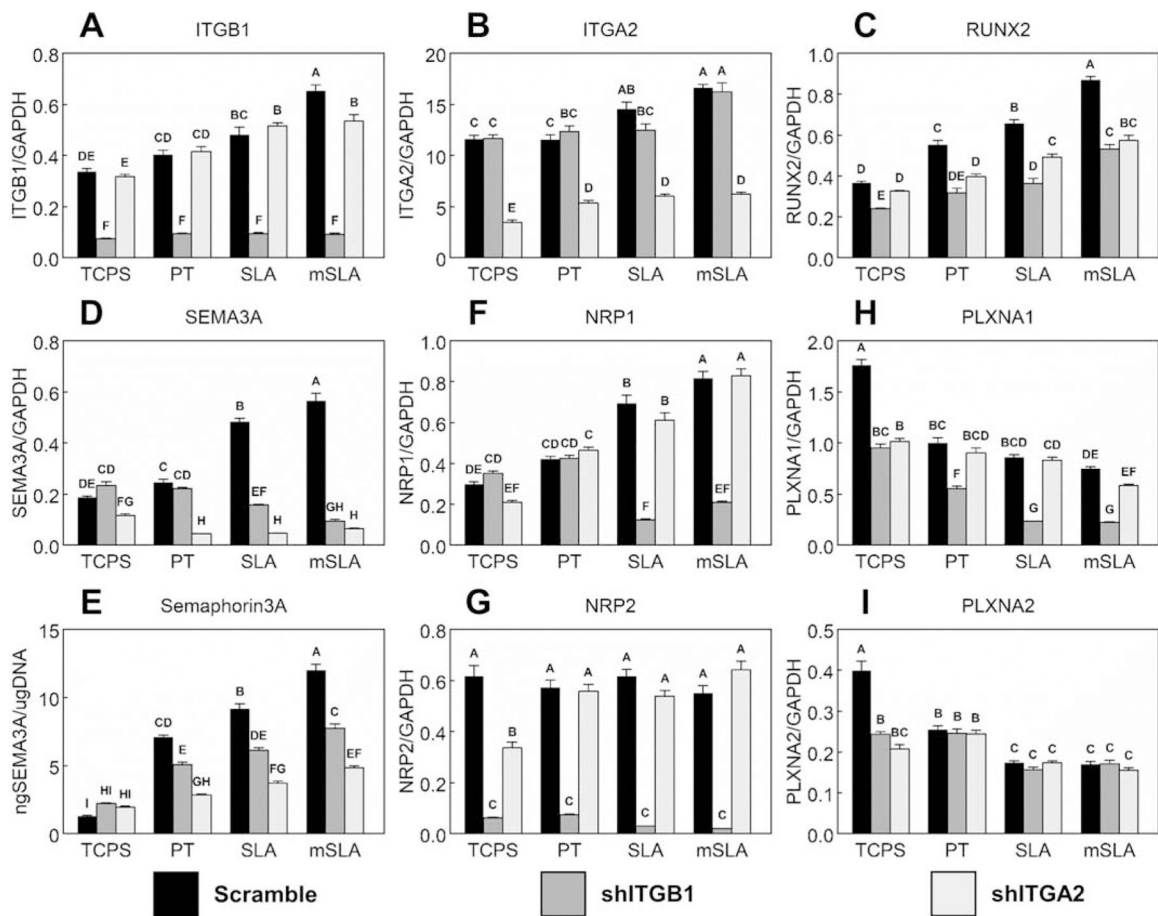 A ITGB1
ITGB1/GAPDH
0.8
0.6
0.4
0.2
0.0
DE F E CD F CD BC F B A F B
TCPS PT SLA mSLA
B ITGA2
ITGA2/GAPDH
20
15
10
5
0
C C E C BC D AB BC D A A D
TCPS PT SLA mSLA
C RUNX2
RUNX2/GAPDH
1.0
0.8
0.6
0.4
0.2
0.0
D E D C DE D B D C A C BC
TCPS PT SLA mSLA
D SEMA3A
SEMA3A/GAPDH
0.8
0.6
0.4
0.2
0.0
DE CD FG C CD H B EF H A GH H
TCPS PT SLA mSLA
F NRP1
NRP1/GAPDH
1.0
0.8
0.6
0.4
0.2
0.0
DE CD EF CD CD C B F B A EF A
TCPS PT SLA mSLA
H PLXNA1
PLXNA1/GAPDH
2.0
1.5
1.0
0.5
0.0
A BC B BC F BCD BCD G CD DE G EF
TCPS PT SLA mSLA
E Semaphorin3A
ngSEMA3A/ugDNA
15
10
5
0
I HI HI CD E GH B DE FG A C EF
TCPS PT SLA mSLA
G NRP2
NRP2/GAPDH
0.8
0.6
0.4
0.2
0.0
A C B A C A A C A A C A
TCPS PT SLA mSLA
I PLXNA2
PLXNA2/GAPDH
0.5
0.4
0.3
0.2
0.1
0.0
A B BC B B B C C C C C C
TCPS PT SLA mSLA
Scramble shITGB1 shITGA2